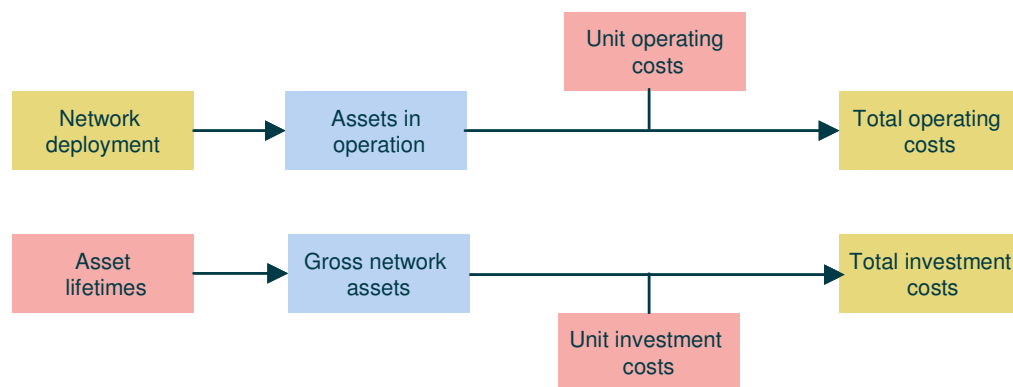 Unit operating
costs
Network
deployment
Assets in
operation
Total operating
costs
Asset
lifetimes
Gross network
assets
Total investment
costs
Unit investment
costs